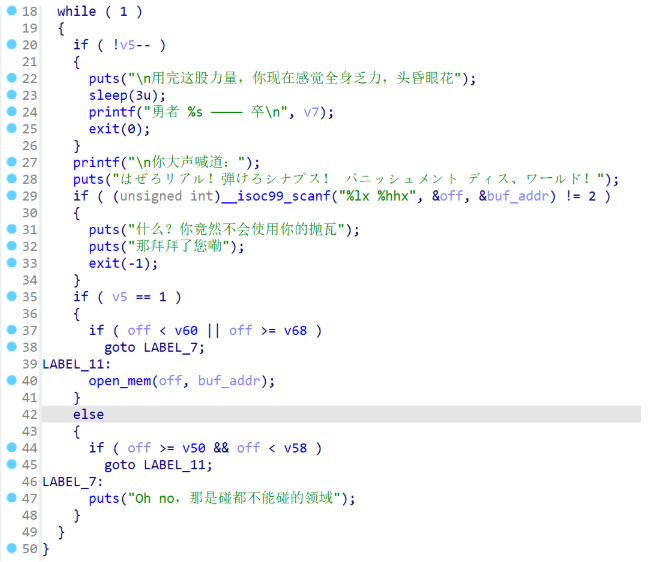 18 while ( 1 )
19 {
20 if ( !v5-- )
21 {
22 puts("\n用完这股力量，你现在感觉全身乏力，头昏眼花");
23 sleep(3u);
24 printf("勇者 %s —— 卒\n", v7);
25 exit(0);
26 }
27 printf("\n你大声喊道：");
28 puts("はぜろリアル！弾けろシナプス！ バニッシュメント ディス、ワールド！");
29 if ( (unsigned int)__isoc99_scanf("%lx %hhx", &off, &buf_addr) != 2 )
30 {
31 puts("什么？你竟然不会使用你的抛瓦");
32 puts("那拜拜了您嘞");
33 exit(-1);
34 }
35 if ( v5 == 1 )
36 {
37 if ( off < v60 || off >= v68 )
38 goto LABEL_7;
39 LABEL_11:
40 open_mem(off, buf_addr);
41 }
42 else
43 {
44 if ( off >= v50 && off < v58 )
45 goto LABEL_11;
46 LABEL_7:
47 puts("Oh no，那是碰都不能碰的领域");
48 }
49 }
50 }